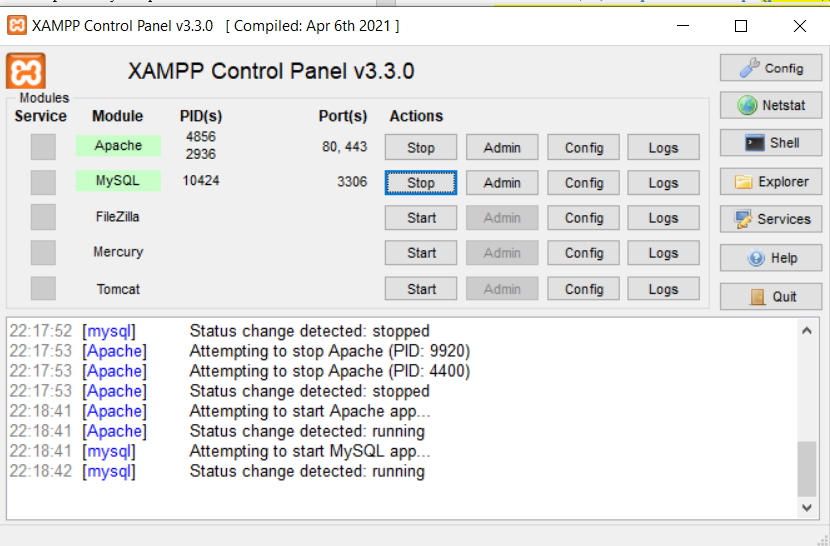 XAMPP Control Panel v3.3.0 [ Compiled: Apr 6th 2021 ]
XAMPP Control Panel v3.3.0
Config
Modules
Service Module PID(s) Port(s) Actions
Netstat
Apache 4856 2936 80, 443 Stop Admin Config Logs
Shell
MySQL 10424 3306 Stop Admin Config Logs
Explorer
FileZilla Start Admin Config Logs
Services
Mercury Start Admin Config Logs
Help
Tomcat Start Admin Config Logs
Quit
22:17:52 [mysql] Status change detected: stopped
22:17:53 [Apache] Attempting to stop Apache (PID: 9920)
22:17:53 [Apache] Attempting to stop Apache (PID: 4400)
22:17:53 [Apache] Status change detected: stopped
22:18:41 [Apache] Attempting to start Apache app...
22:18:41 [Apache] Status change detected: running
22:18:41 [mysql] Attempting to start MySQL app...
22:18:42 [mysql] Status change detected: running